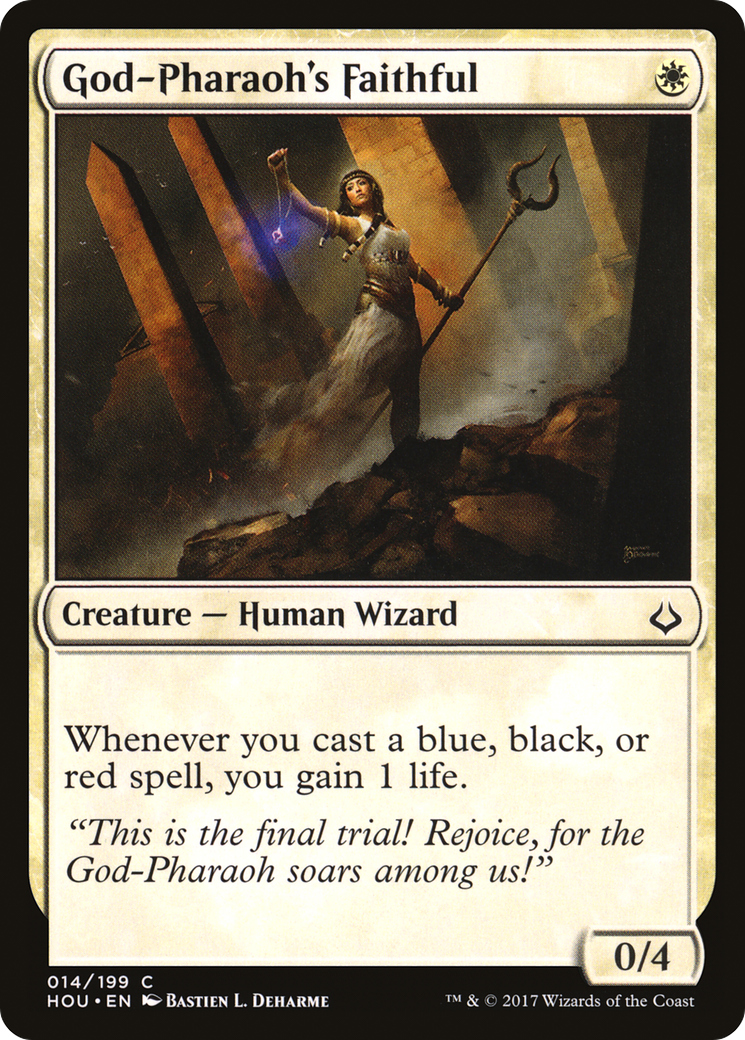 God-Pharaoh's Faithful
Creature — Human Wizard
Whenever you cast a blue, black, or
red spell, you gain 1 life.
“This is the final trial! Rejoice, for the
God-Pharaoh soars among us!”
0/4
014/199 C
HOU • EN BASTIEN L. DEHARME
™ & © 2017 Wizards of the Coast